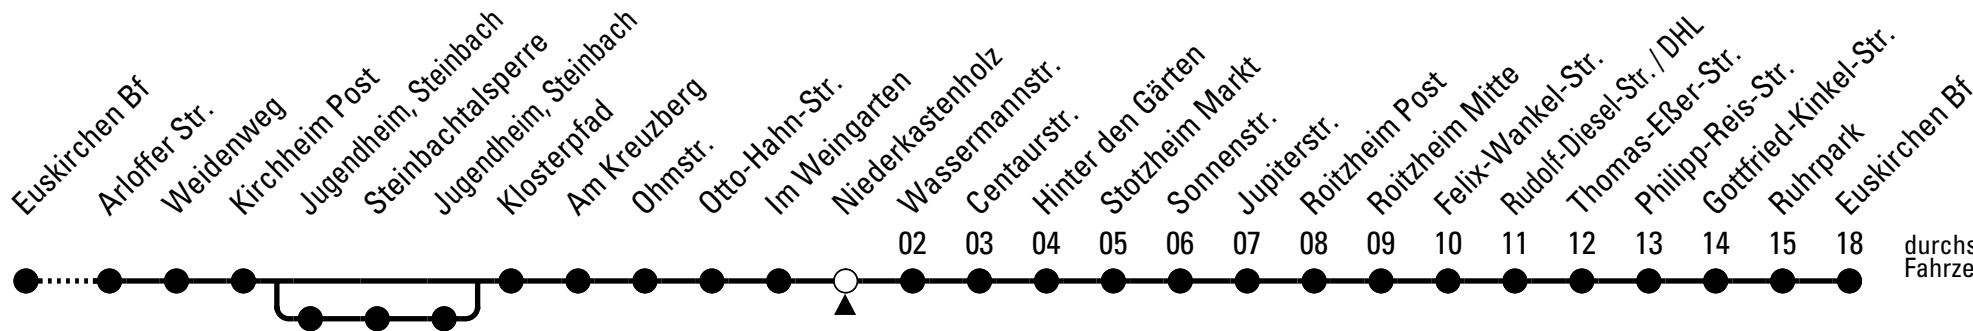 Euskirchen Bf
Arloffer Str.
Weidenweg
Kirchheim Post
Jugendheim, Steinbach
Steinbachtalsperre
Jugendheim, Steinbach
Klosterpfad
Am Kreuzberg
Ohmstr.
Otto-Hahn-Str.
Im Weingarten
Niederkastenholz
Wassermannstr.
Centaurstr.
Hinter den Gärten
Stotzheim Markt
Sonnenstr.
Jupiterstr.
Roitzheim Post
Roitzheim Mitte
Felix-Wankel-Str.
Rudolf-Diesel-Str. / DHL
Thomas-Eßer-Str.
Philipp-Reis-Str.
Gottfried-Kinkel-Str.
Ruhrpark
Euskirchen Bf
02 03 04 05 06 07 08 09 10 11 12 13 14 15 18
durchs
Fahrze